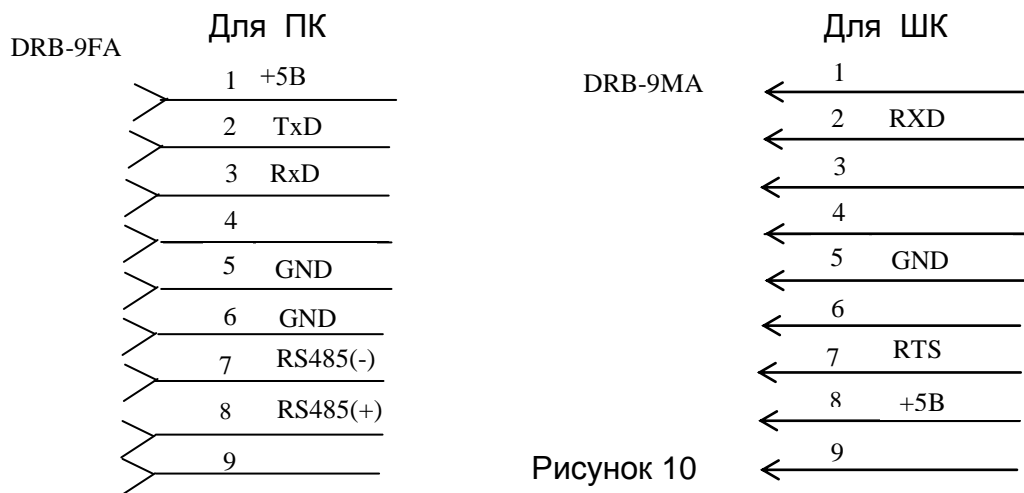 Для ПК
DRB-9FA
1 +5В
2 TxD
3 RxD
4
5 GND
6 GND
7 RS485(-)
8 RS485(+)
9
Для ШК
DRB-9MA
1
2 RXD
3
4
5 GND
6
7 RTS
8 +5В
9
Рисунок 10